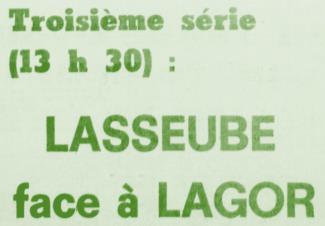 Troisième série
(13 h 30) :
LASSEUBE
face à LAGOR